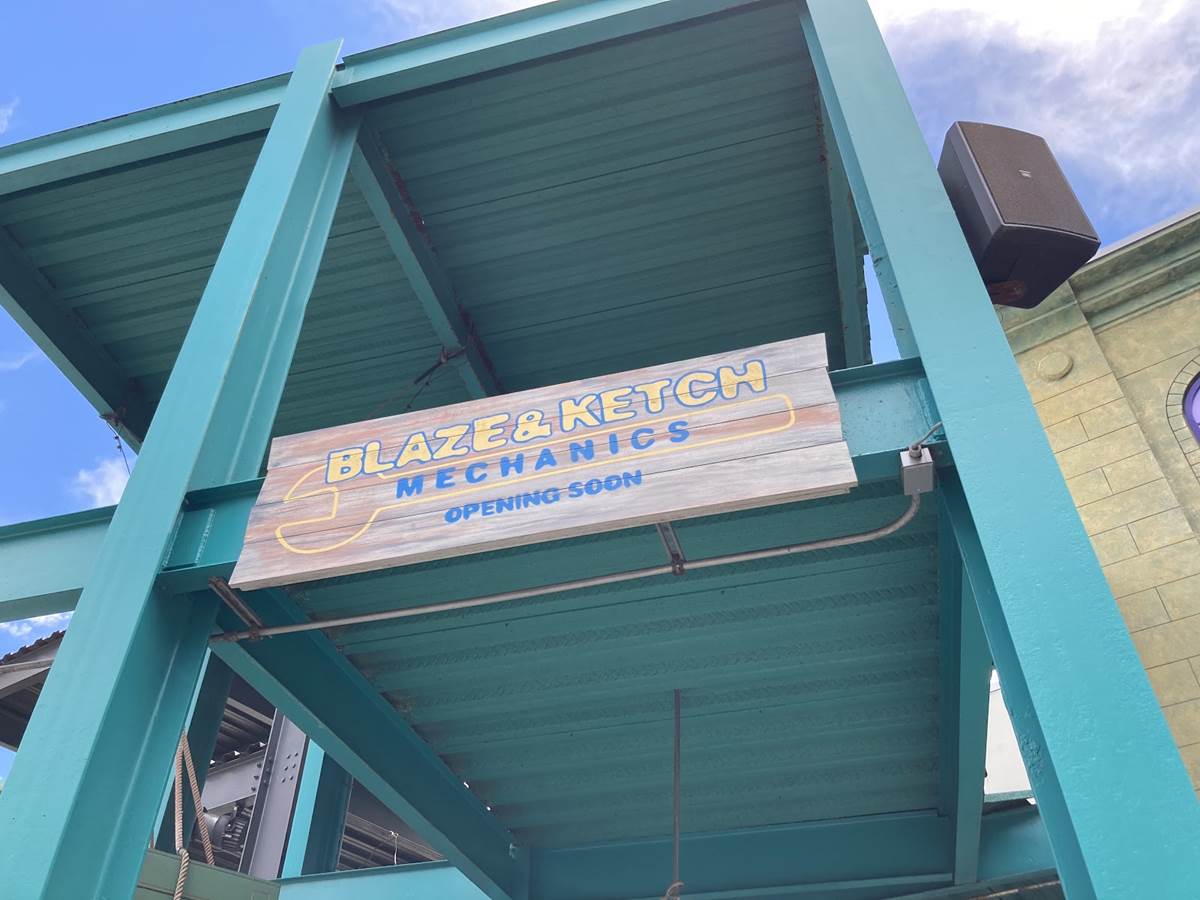 BLAZE & KETCH
MECHANICS
OPENING SOON